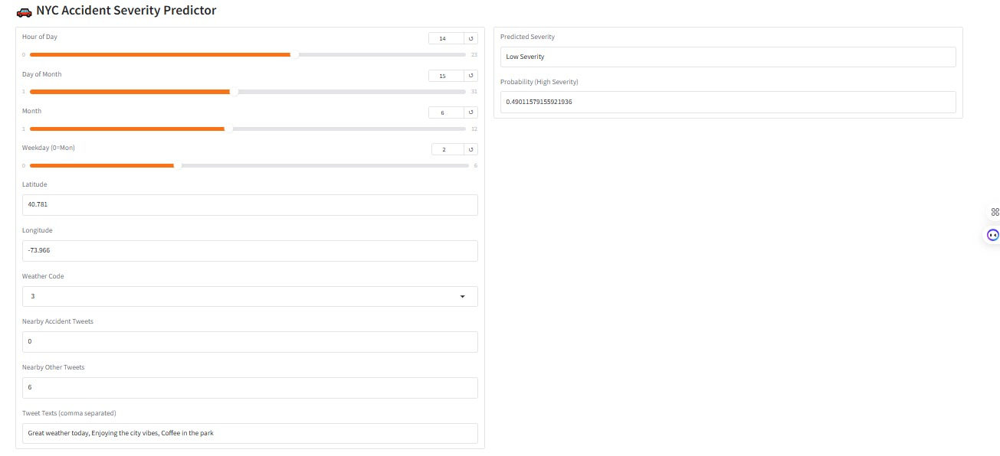 NYC Accident Severity Predictor
Hour of Day
14
0
23
Day of Month
15
1
31
Month
6
1
12
Weekday (0=Mon)
2
0
6
Latitude
40.781
Longitude
-73.966
Weather Code
3
Nearby Accident Tweets
0
Nearby Other Tweets
6
Tweet Texts (comma separated)
Great weather today, Enjoying the city vibes, Coffee in the park
Predicted Severity
Low Severity
Probability (High Severity)
0.49011579155921936